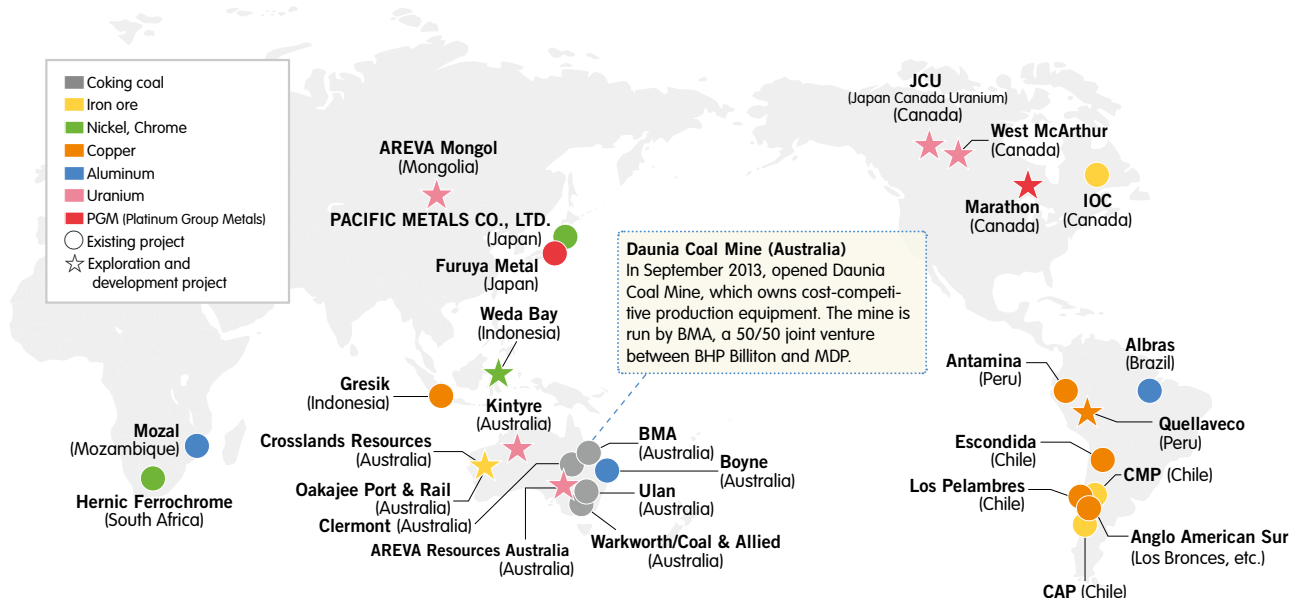 Coking coal
Iron ore
Nickel, Chrome
Copper
Aluminum
Uranium
PGM (Platinum Group Metals)
Existing project
Exploration and
development project
AREVA Mongol
(Mongolia)
PACIFIC METALS CO., LTD.
(Japan)
Furuya Metal
(Japan)
Weda Bay
(Indonesia)
Gresik
(Indonesia)
Kintyre
(Australia)
Mozal
(Mozambique)
Hernic Ferrochrome
(South Africa)
Crosslands Resources
(Australia)
Oakajee Port & Rail
(Australia)
Clermont (Australia)
AREVA Resources Australia
(Australia)
BMA
(Australia)
Boyne
(Australia)
Ulan
(Australia)
Warkworth/Coal & Allied
(Australia)
Daunia Coal Mine (Australia)
In September 2013, opened Daunia
Coal Mine, which owns cost-competi-
tive production equipment. The mine is
run by BMA, a 50/50 joint venture
between BHP Billiton and MDP.
JCU
(Japan Canada Uranium)
(Canada)
West McArthur
(Canada)
Marathon
(Canada)
IOC
(Canada)
Antamina
(Peru)
Albras
(Brazil)
Quellaveco
(Peru)
Escondida
(Chile)
CMP (Chile)
Los Pelambres
(Chile)
Anglo American Sur
(Los Bronces, etc.)
CAP (Chile)